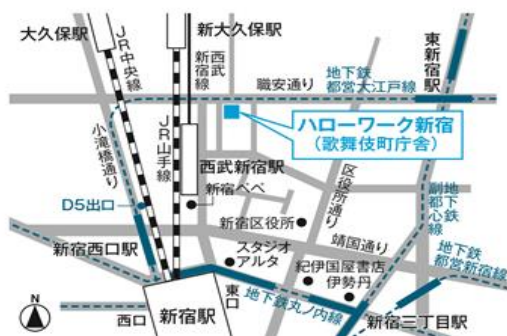 大久保駅
新大久保駅
東新宿駅
JR中央線
西武
新宿線
職安通り
地下鉄
都営大江戸線
ハローワーク新宿
(歌舞伎町庁舎)
小滝橋通り
JR山手線
西武新宿駅
新宿ペペ
区役所通り
D5出口
新宿区役所
地下鉄
副都心線
新宿西口駅
スタジオ
アルタ
靖国通り
地下鉄
都営新宿線
紀伊国屋書店
伊勢丹
東口
地下鉄丸ノ内線
西口
新宿駅
新宿三丁目駅
N